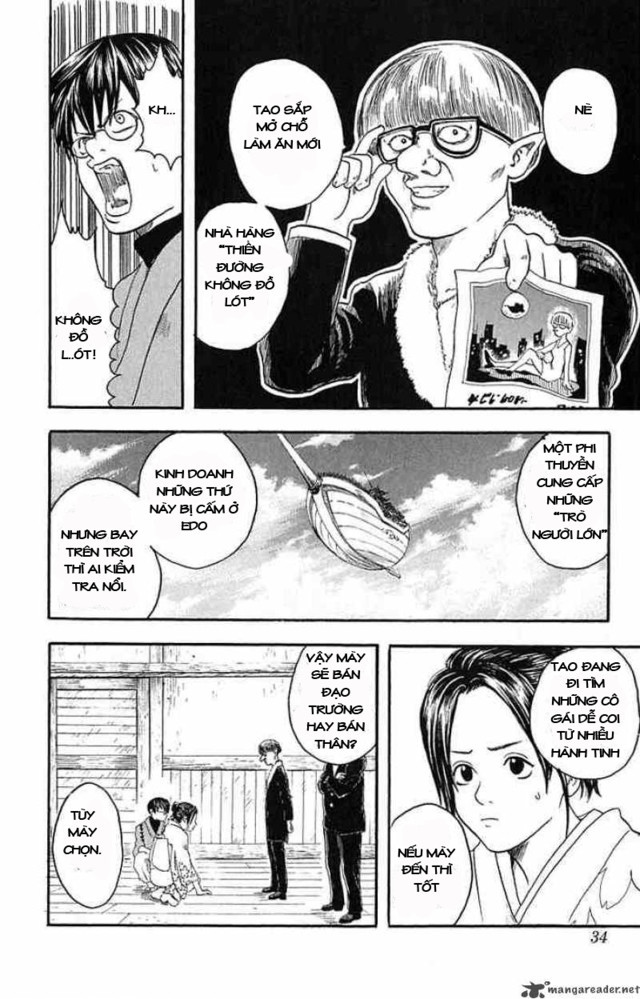 NÈ
TAO SẮP
MỞ CHỖ
LÀM ĂN MỚI
NHÀ HÀNG
"THIÊN
ĐƯỜNG
KHÔNG ĐỒ
LÓT"
KH...
KHÔNG
ĐỒ
L..ÓT!
MỘT PHI
THUYỀN
CUNG CẤP
NHỮNG
"TRÒ
NGƯỜI LỚN"
KINH DOANH
NHỮNG THỨ
NÀY BỊ CẤM Ở
EDO
NHƯNG BAY
TRÊN TRỜI
THÌ AI KIỂM
TRA NỔI.
TAO ĐANG
ĐI TÌM
NHỮNG CÔ
GÁI DỄ COI
TỪ NHIỀU
HÀNH TINH
NẾU MÀY
ĐẾN THÌ
TỐT
VẬY MÀY
SẼ BÁN
ĐẠO
TRƯỜNG
HAY BÁN
THÂN?
TÙY
MÀY
CHỌN.
34
mangareader.net